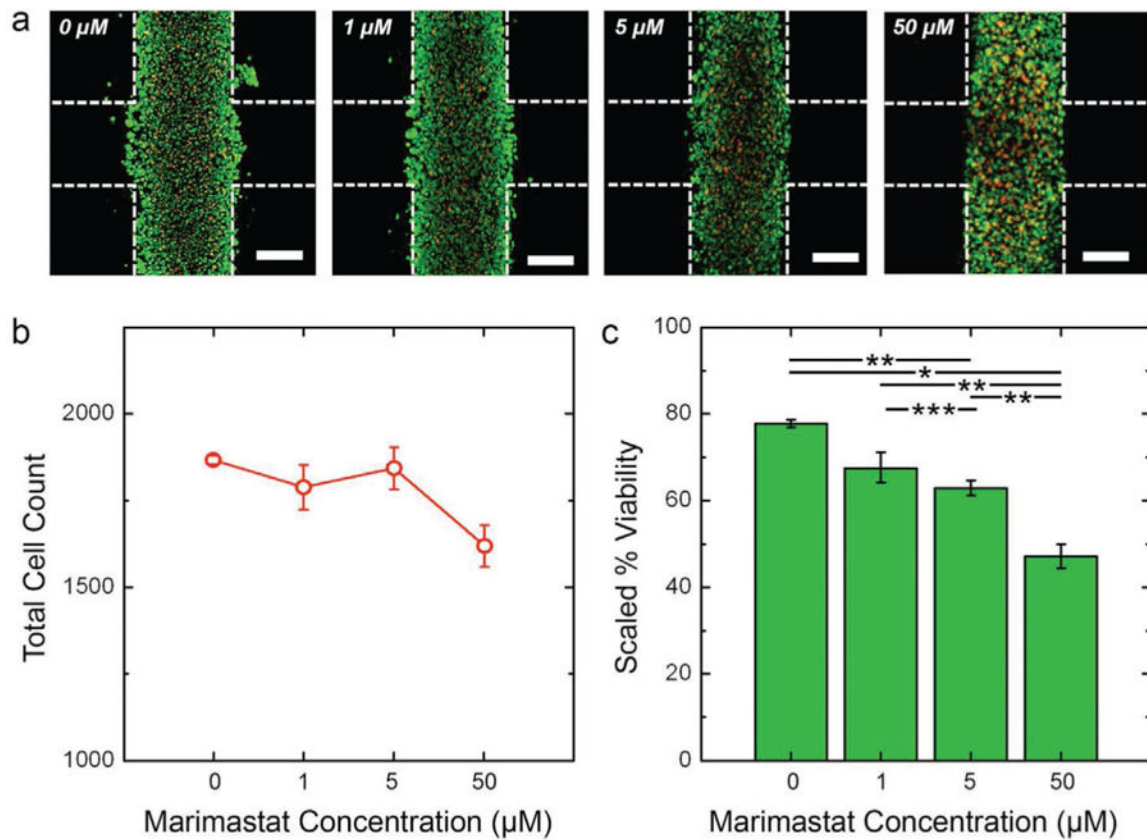 a
0 µM
1 µM
5 µM
50 µM
b
2000
1500
1000
Total Cell Count
0 1 5 50
Marimastat Concentration (µM)
c
100
80
60
40
20
0
Scaled % Viability
**
*
**
**
***
0 1 5 50
Marimastat Concentration (µM)